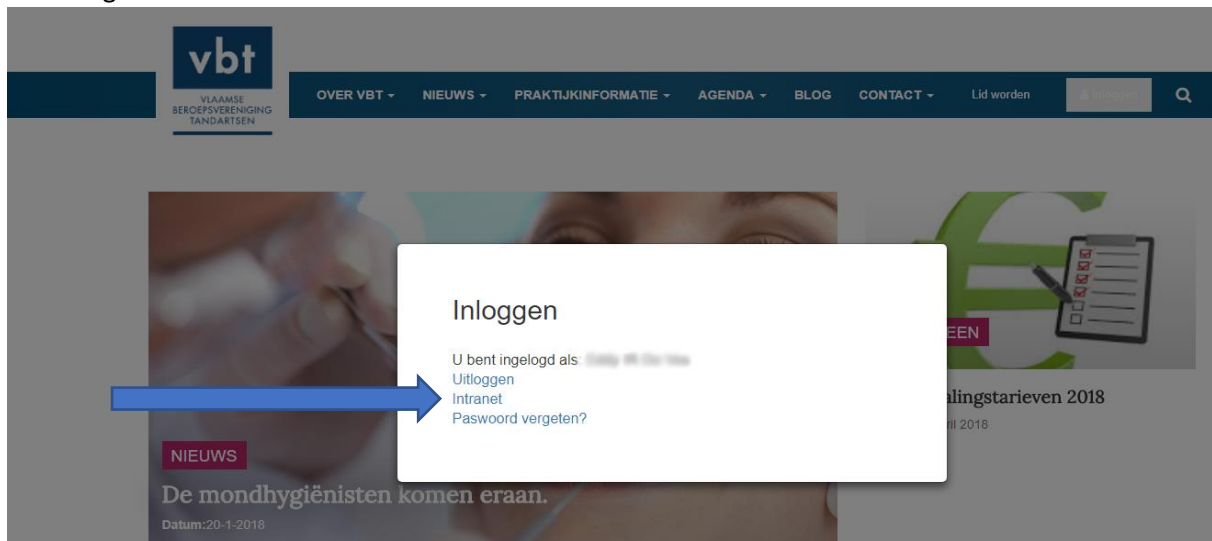 vbt
VLAAMSE
BEROEPSVERENIGING
TANDARTSEN
OVER VBT NIEUWS PRAKTIJKINFORMATIE AGENDA BLOG CONTACT Lid worden Inloggen
Inloggen
U bent ingelogd als:
Uitloggen
Intranet
Paswoord vergeten?
EEN
alingstarieven 2018
ril 2018
NIEUWS
De mondhygiënisten komen eraan.
Datum:20-1-2018